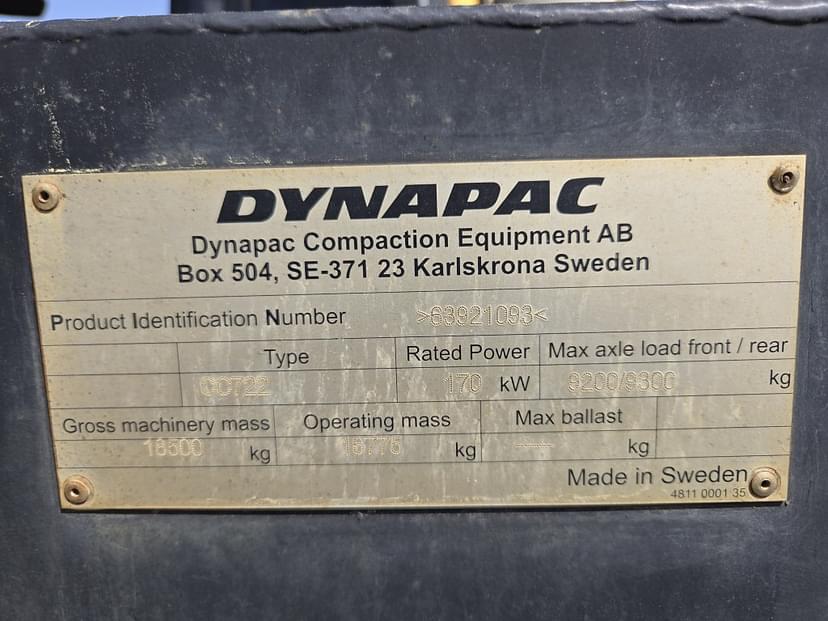 DYNAPAC
Dynapac Compaction Equipment AB
Box 504, SE-371 23 Karlskrona Sweden
Product Identification Number >63921093<
Type Rated Power Max axle load front / rear
CC722 170 kW 9200/9300 kg
Gross machinery mass Operating mass Max ballast
18500 kg 16775 kg —— kg
Made in Sweden
4811 0001 35